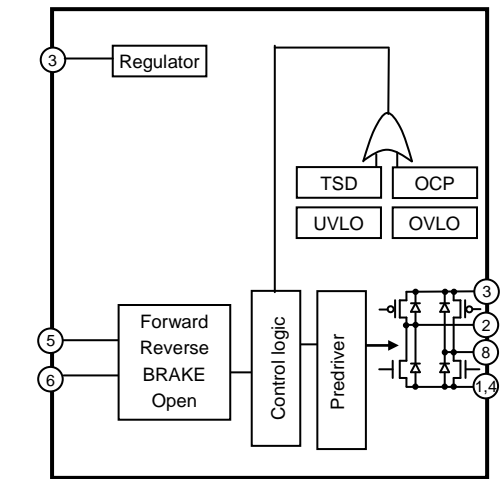 3
Regulator
TSD
OCP
UVLO
OVLO
3
2
8
1,4
5
6
Forward
Reverse
BRAKE
Open
Control logic
Predriver